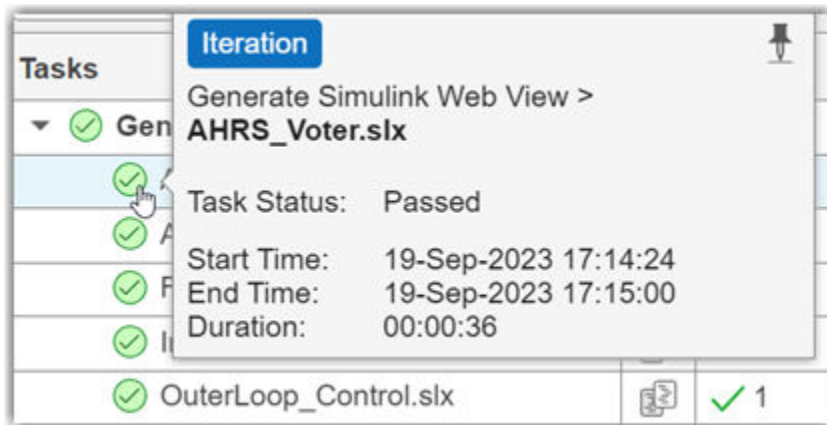 Iteration
Tasks
Generate Simulink Web View >
Gen
AHRS_Voter.slx
Task Status: Passed
Start Time: 19-Sep-2023 17:14:24
End Time: 19-Sep-2023 17:15:00
Duration: 00:00:36
OuterLoop_Control.slx 1